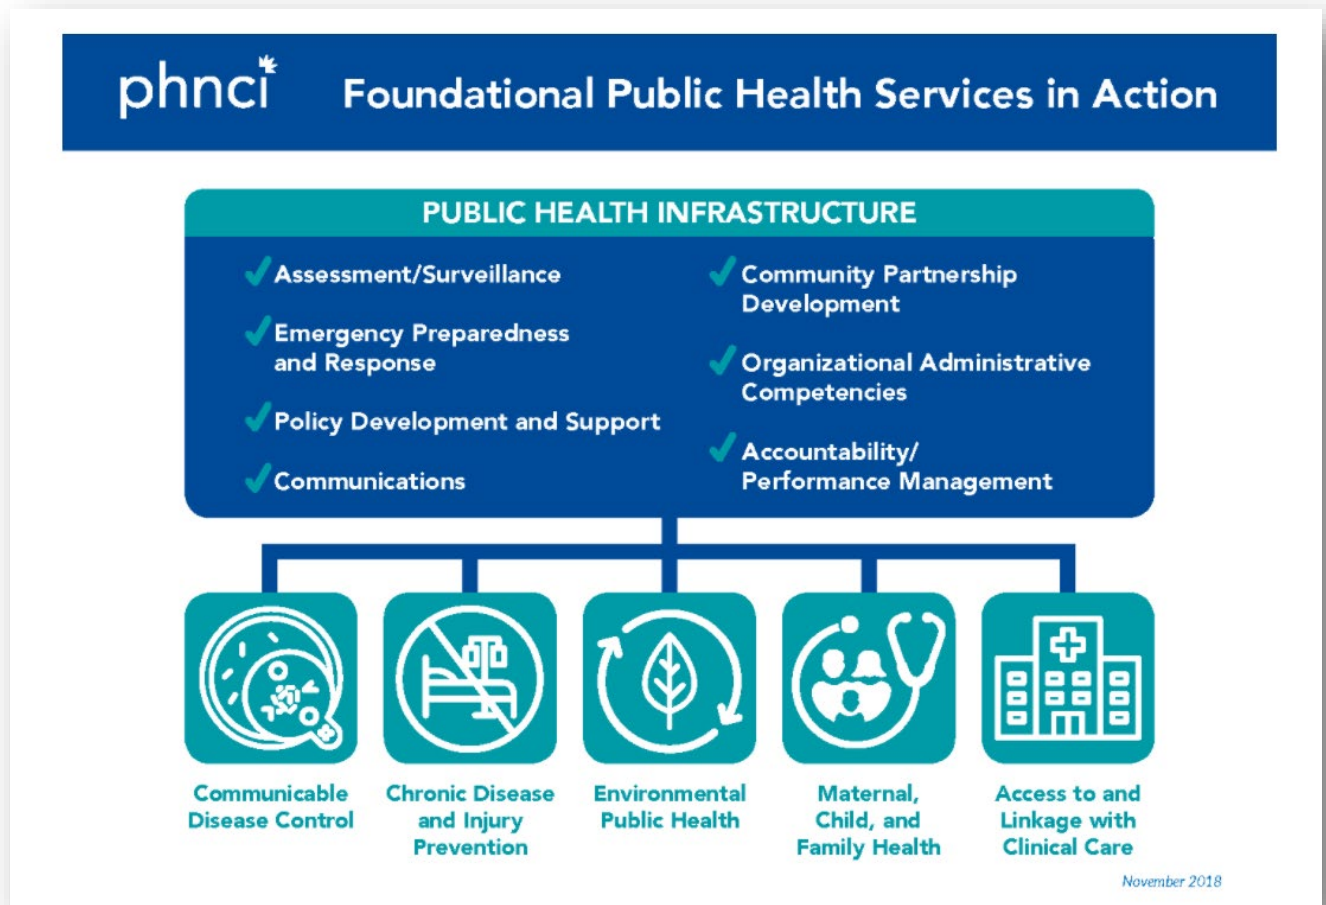 phnci
Foundational Public Health Services in Action
PUBLIC HEALTH INFRASTRUCTURE
Assessment/Surveillance
Emergency Preparedness
and Response
Policy Development and Support
Communications
Community Partnership
Development
Organizational Administrative
Competencies
Accountability/
Performance Management
Communicable
Disease Control
Chronic Disease
and Injury
Prevention
Environmental
Public Health
Maternal,
Child, and
Family Health
Access to and
Linkage with
Clinical Care
November 2018